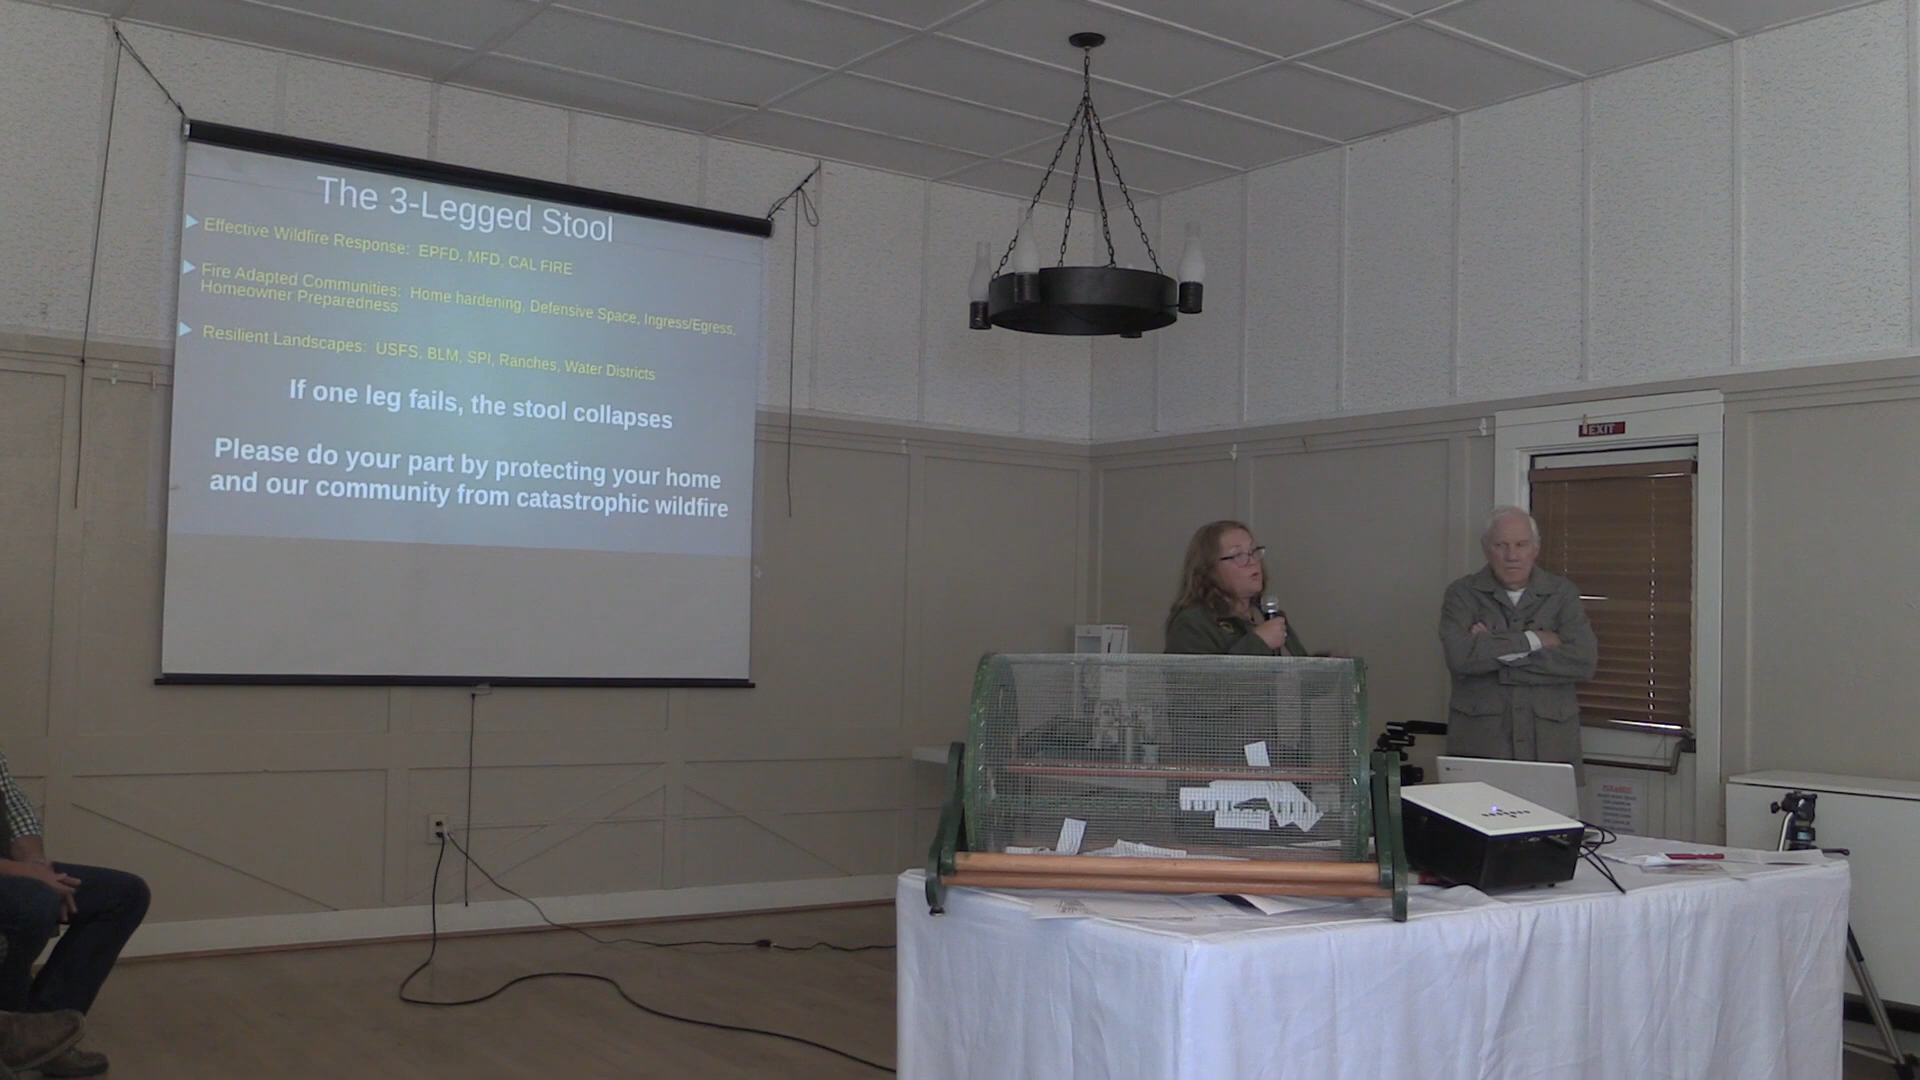 The 3-Legged Stool
Effective Wildfire Response: EPFD, MFD, CAL FIRE
Fire Adapted Communities: Home hardening, Defensive Space, Ingress/Egress,
Homeowner Preparedness
Resilient Landscapes: USFS, BLM, SPI, Ranches, Water Districts
If one leg fails, the stool collapses
Please do your part by protecting your home
and our community from catastrophic wildfire
EXIT